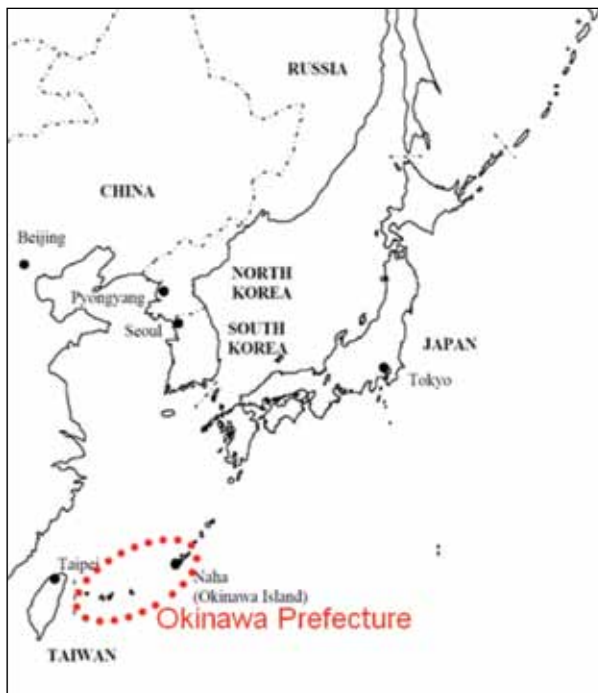 RUSSIA
CHINA
Beijing
Pyongyang
NORTH
KOREA
Seoul
SOUTH
KOREA
JAPAN
Tokyo
Taipei
Naha
(Okinawa Island)
Okinawa Prefecture
TAIWAN